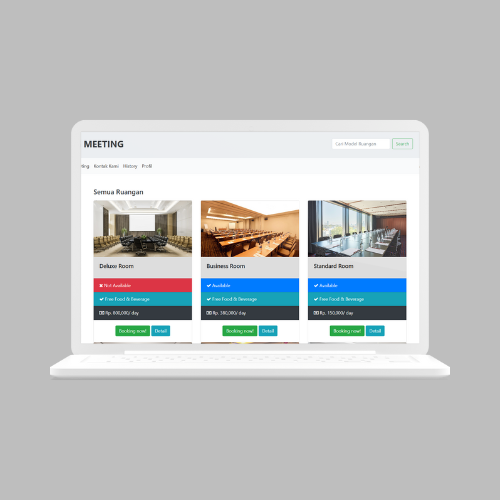 MEETING
Cari Model Ruangan
Search
Kontak Kami History Profil
Semua Ruangan
Deluxe Room
Business Room
Standard Room
Not Available
Available
Available
Free Food & Beverage
Free Food & Beverage
Free Food & Beverage
Rp. 600,000/ day
Rp. 380,000/ day
Rp. 150,000/ day
Booking now! Detail
Booking now! Detail
Booking now! Detail